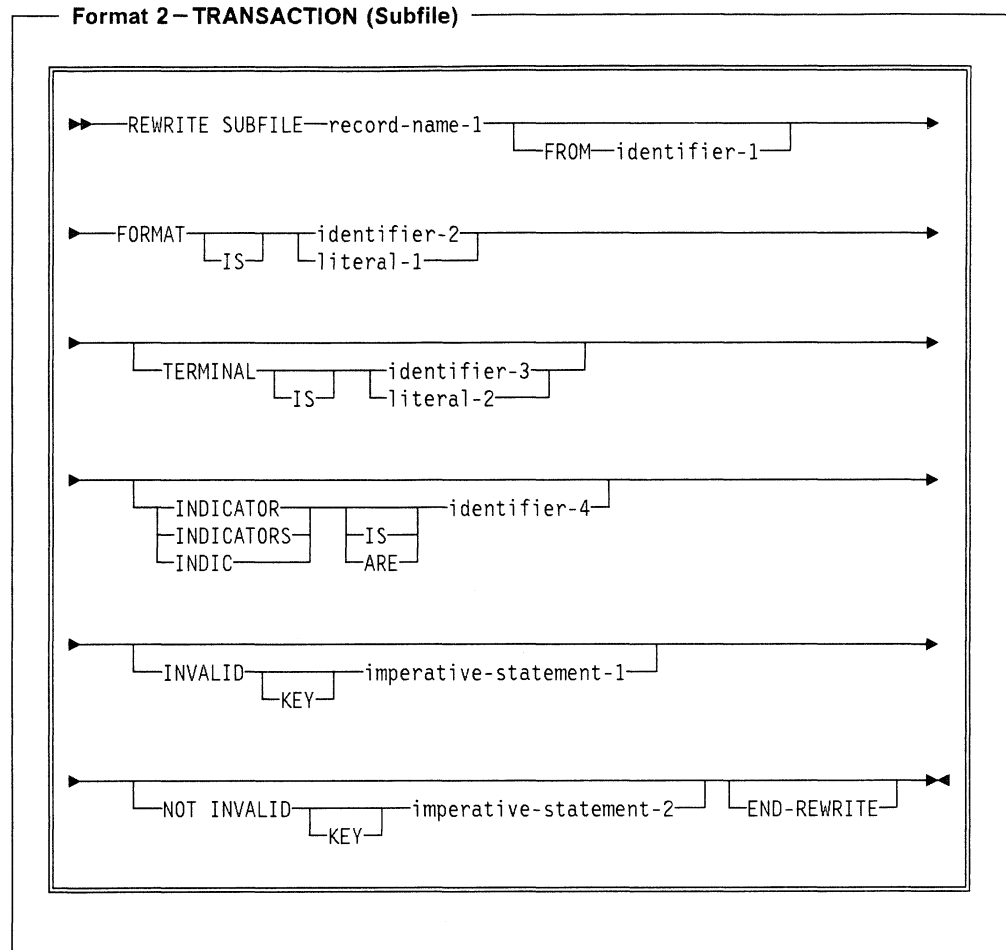 Format 2—TRANSACTION (Subfile)
REWRITE SUBFILE record-name-1
FROM identifier-1
FORMAT identifier-2
IS literal-1
TERMINAL identifier-3
IS literal-2
INDICATOR identifier-4
INDICATORS IS
INDIC ARE
INVALID imperative-statement-1
KEY
NOT INVALID imperative-statement-2 END-REWRITE
KEY